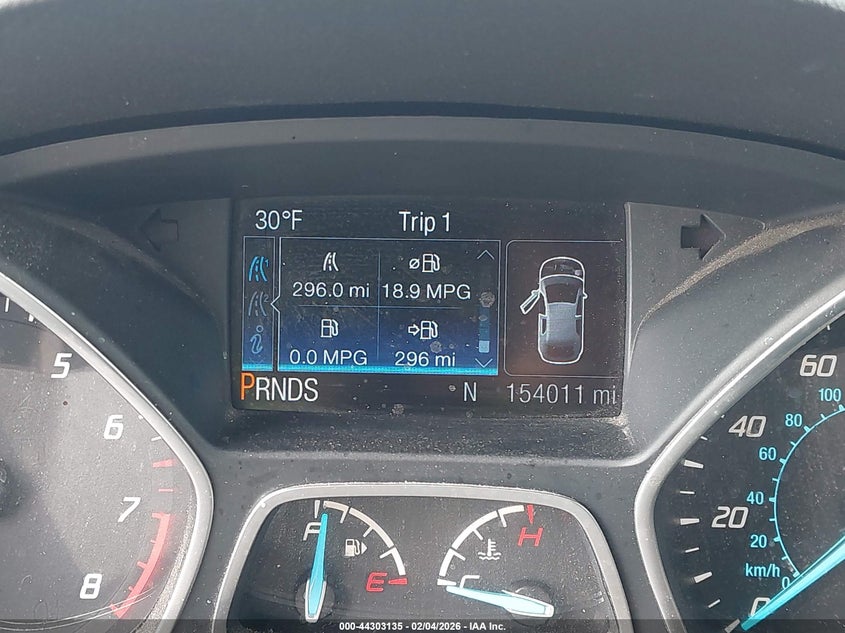 30°F Trip 1
296.0 mi ø 18.9 MPG
0.0 MPG 296 mi
PRNDS N 154011 mi
5
6
7
8
F E
H
C
60
40
20
0
100
80
60
40
20
km/h 0
000-44303135 - 02/04/2026 - IAA Inc.